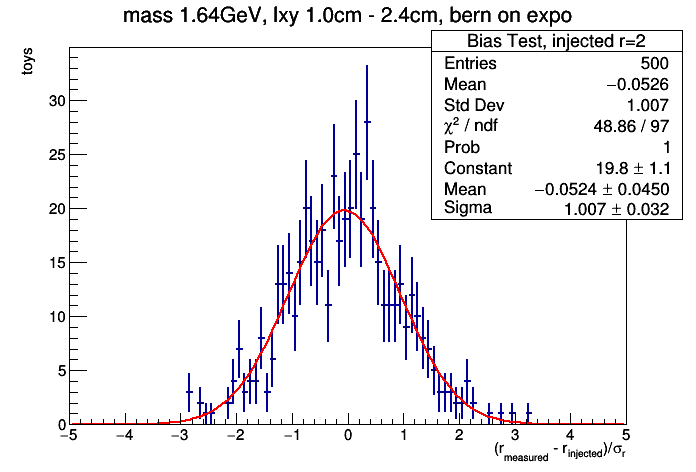 mass 1.64GeV, lxy 1.0cm - 2.4cm, bern on expo
Bias Test, injected r=2
Entries 500
Mean −0.0526
Std Dev 1.007
χ² / ndf 48.86 / 97
Prob 1
Constant 19.8 ± 1.1
Mean −0.0524 ± 0.0450
Sigma 1.007 ± 0.032
toys
30
25
20
15
10
5
0
−5 −4 −3 −2 −1 0 1 2 3 4 5
(r_measured - r_injected)/σ_r